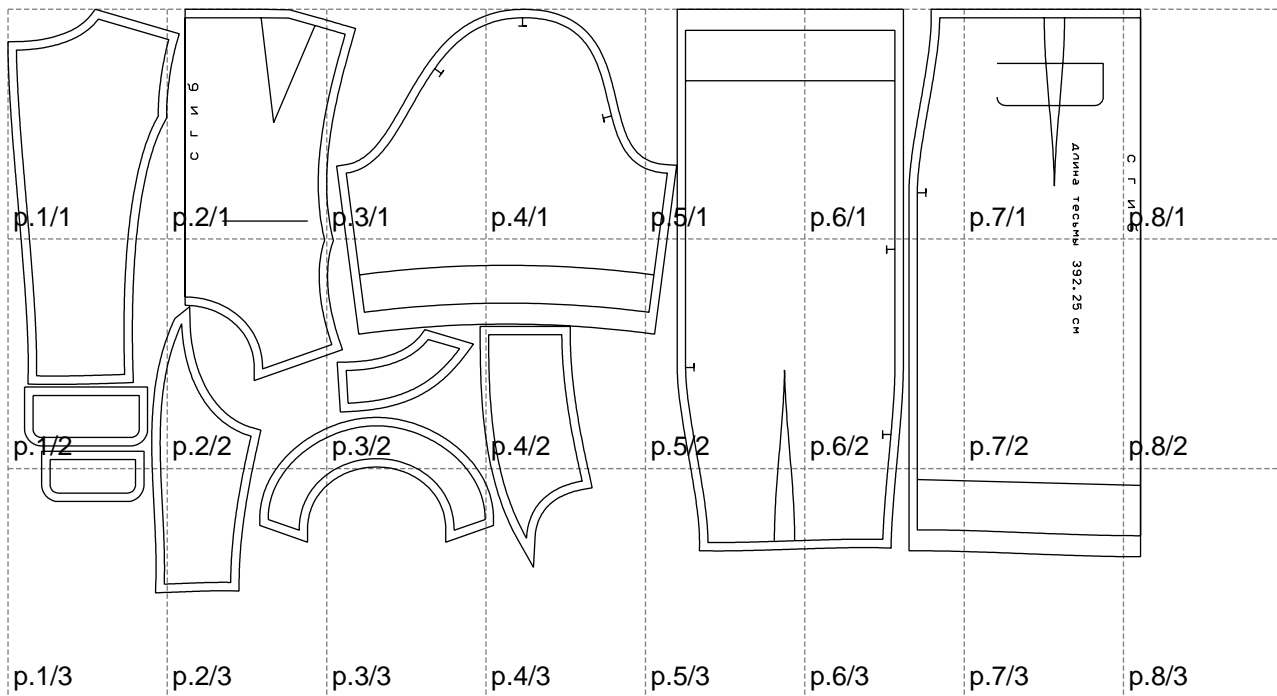 сгиб
длина тесьмы 392.25 см
сгиб
p.1/1 p.2/1 p.3/1 p.4/1 p.5/1 p.6/1 p.7/1 p.8/1
p.1/2 p.2/2 p.3/2 p.4/2 p.5/2 p.6/2 p.7/2 p.8/2
p.1/3 p.2/3 p.3/3 p.4/3 p.5/3 p.6/3 p.7/3 p.8/3